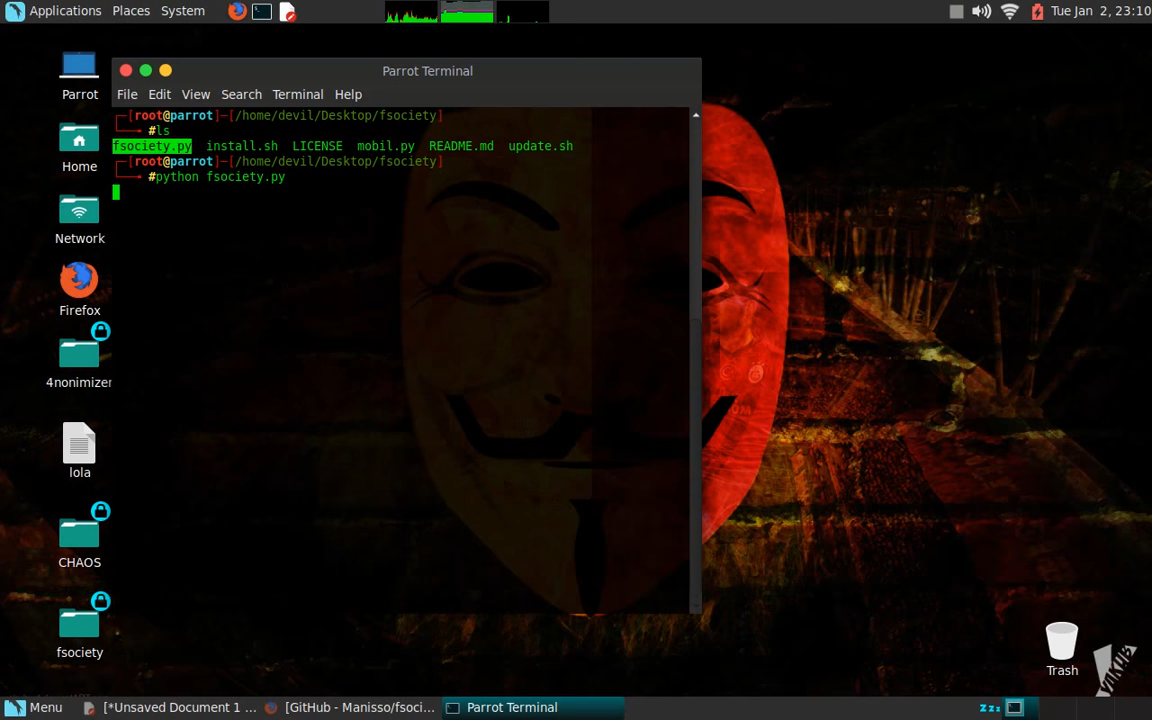 Applications Places System
Tue Jan 2, 23:10
Parrot Terminal
File Edit View Search Terminal Help
[root@parrot]─[/home/devil/Desktop/fsociety]
#ls
fsociety.py install.sh LICENSE mobil.py README.md update.sh
[root@parrot]─[/home/devil/Desktop/fsociety]
#python fsociety.py
Parrot
Home
Network
Firefox
4nonimizer
lola
CHAOS
fsociety
Trash
Menu [*Unsaved Document 1 ... [GitHub - Manisso/fsoci... Parrot Terminal
zzz